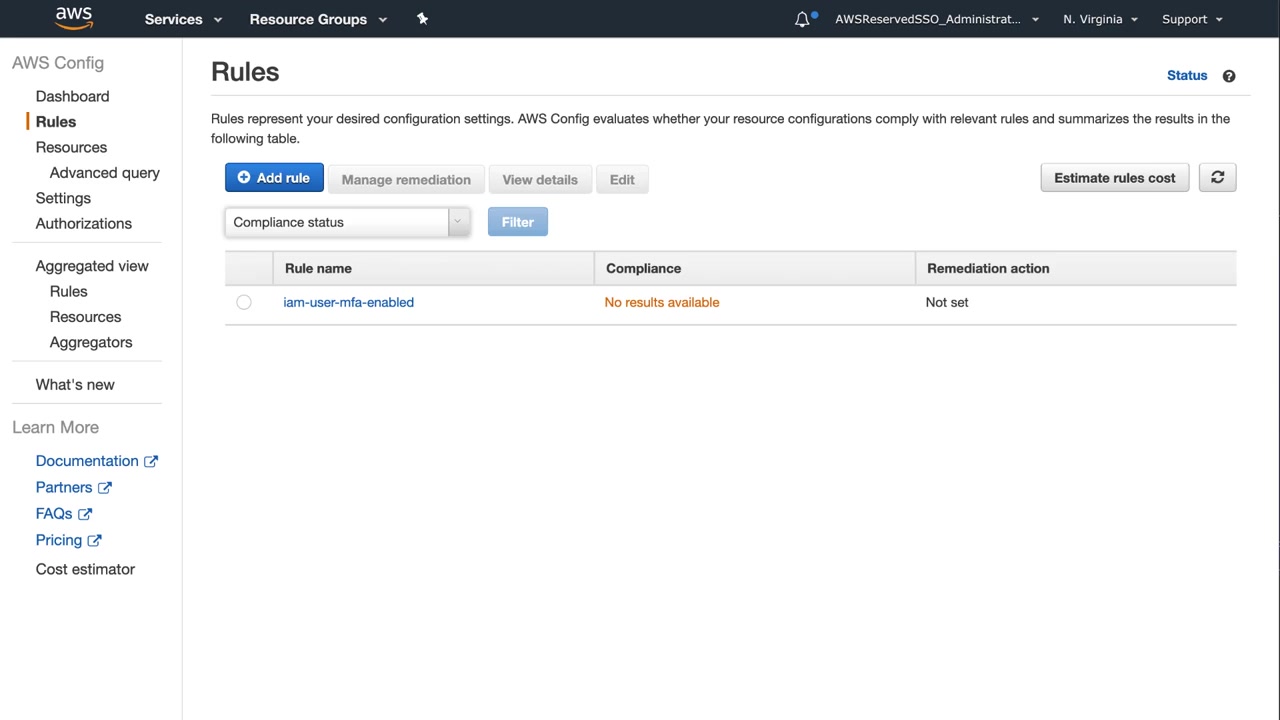 aws
Services
Resource Groups
AWSReservedSSO_Administrat...
N. Virginia
Support
AWS Config
Dashboard
Rules
Resources
Advanced query
Settings
Authorizations
Aggregated view
Rules
Resources
Aggregators
What's new
Learn More
Documentation
Partners
FAQs
Pricing
Cost estimator
Rules
Status
Rules represent your desired configuration settings. AWS Config evaluates whether your resource configurations comply with relevant rules and summarizes the results in the
following table.
Add rule
Manage remediation
View details
Edit
Estimate rules cost
Compliance status
Filter
Rule name
Compliance
Remediation action
iam-user-mfa-enabled
No results available
Not set